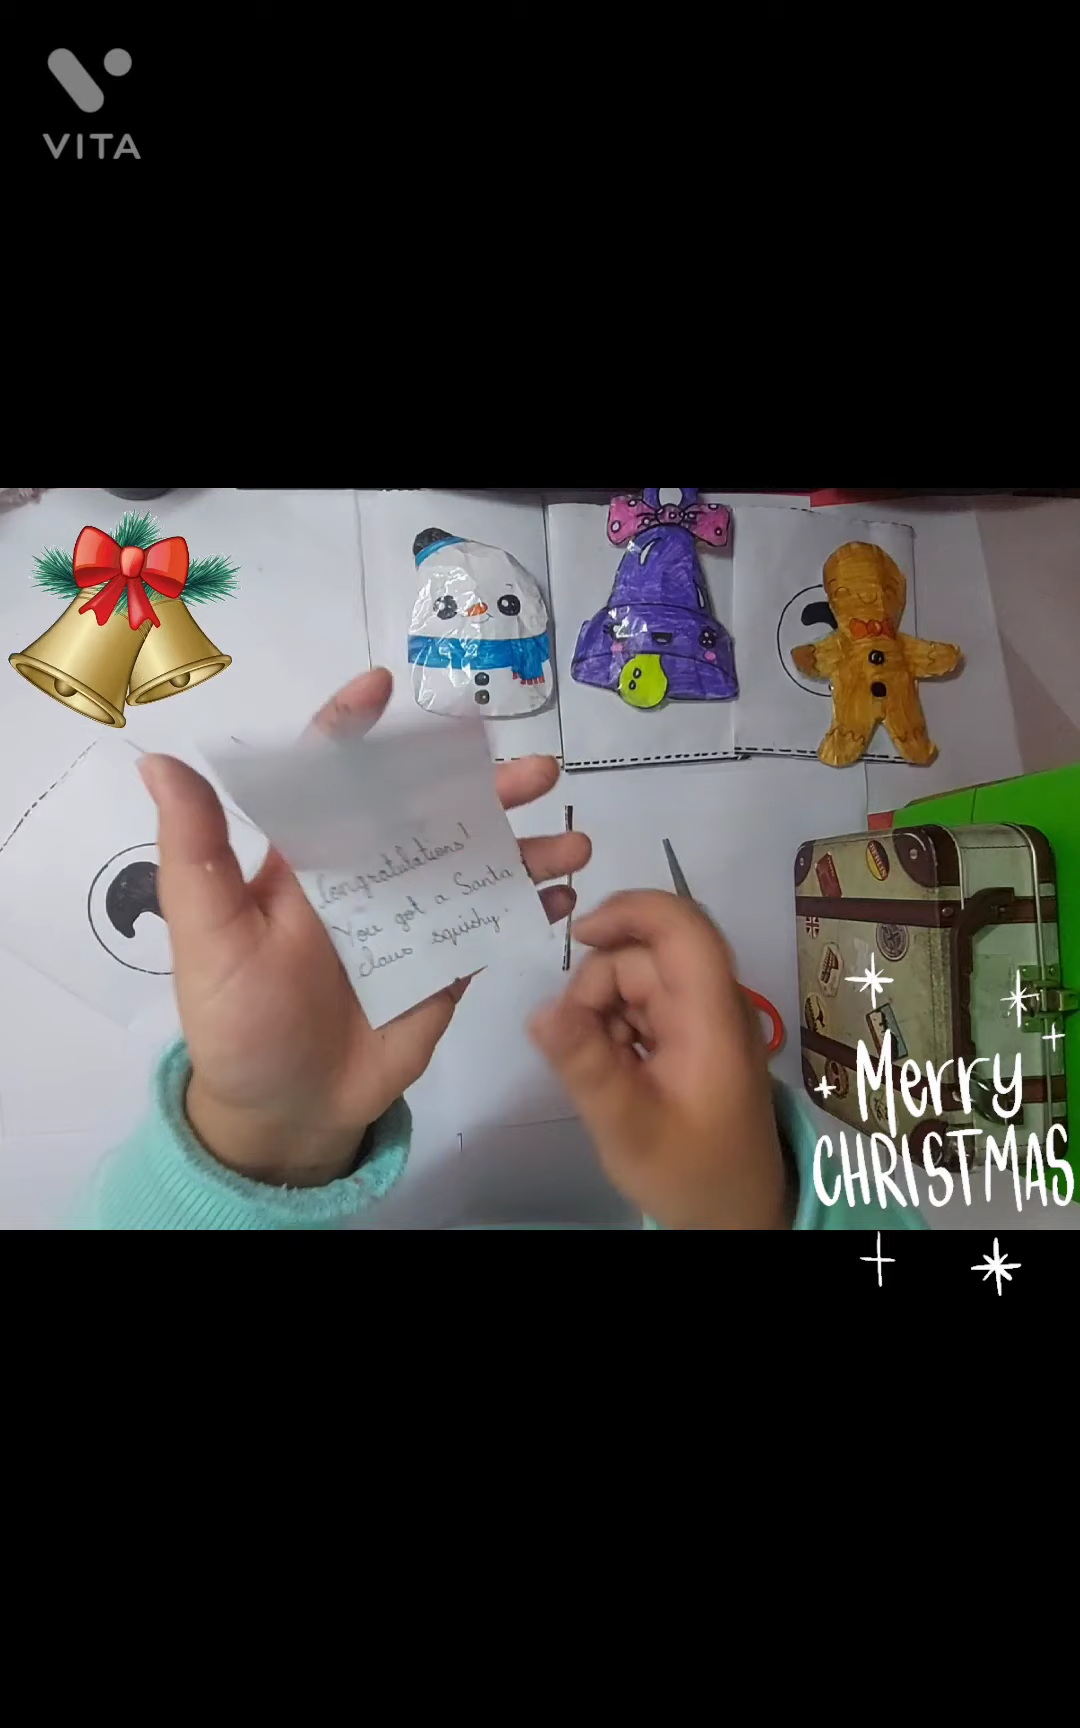 VITA
Congratulations!
You got a Santa
claus squishy.
Merry
CHRISTMAS